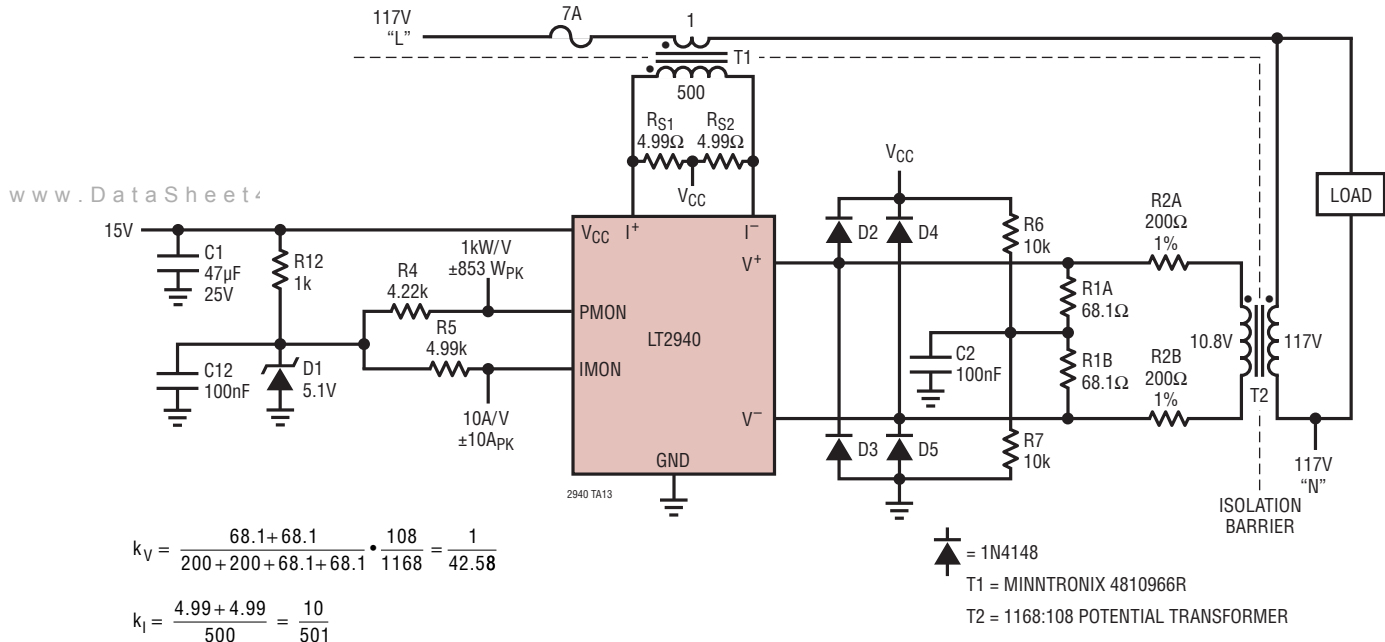 117V
"L"
7A
1
T1
500
RS1
4.99Ω
RS2
4.99Ω
VCC
VCC
www.DataSheet4
15V
C1
47µF
25V
R12
1k
R4
4.22k
1kW/V
±853 WPK
R5
4.99k
C12
100nF
D1
5.1V
10A/V
±10APK
VCC
I+
I−
V+
PMON
LT2940
IMON
V−
GND
2940 TA13
D2
D4
R6
10k
R1A
68.1Ω
R2A
200Ω
1%
C2
100nF
R1B
68.1Ω
R2B
200Ω
1%
D3
D5
R7
10k
10.8V
117V
T2
LOAD
117V
"N"
ISOLATION
BARRIER
kV = 68.1+68.1 / 200+200+68.1+68.1 • 108 / 1168 = 1 / 42.58
kI = 4.99+4.99 / 500 = 10 / 501
= 1N4148
T1 = MINNTRONIX 4810966R
T2 = 1168:108 POTENTIAL TRANSFORMER